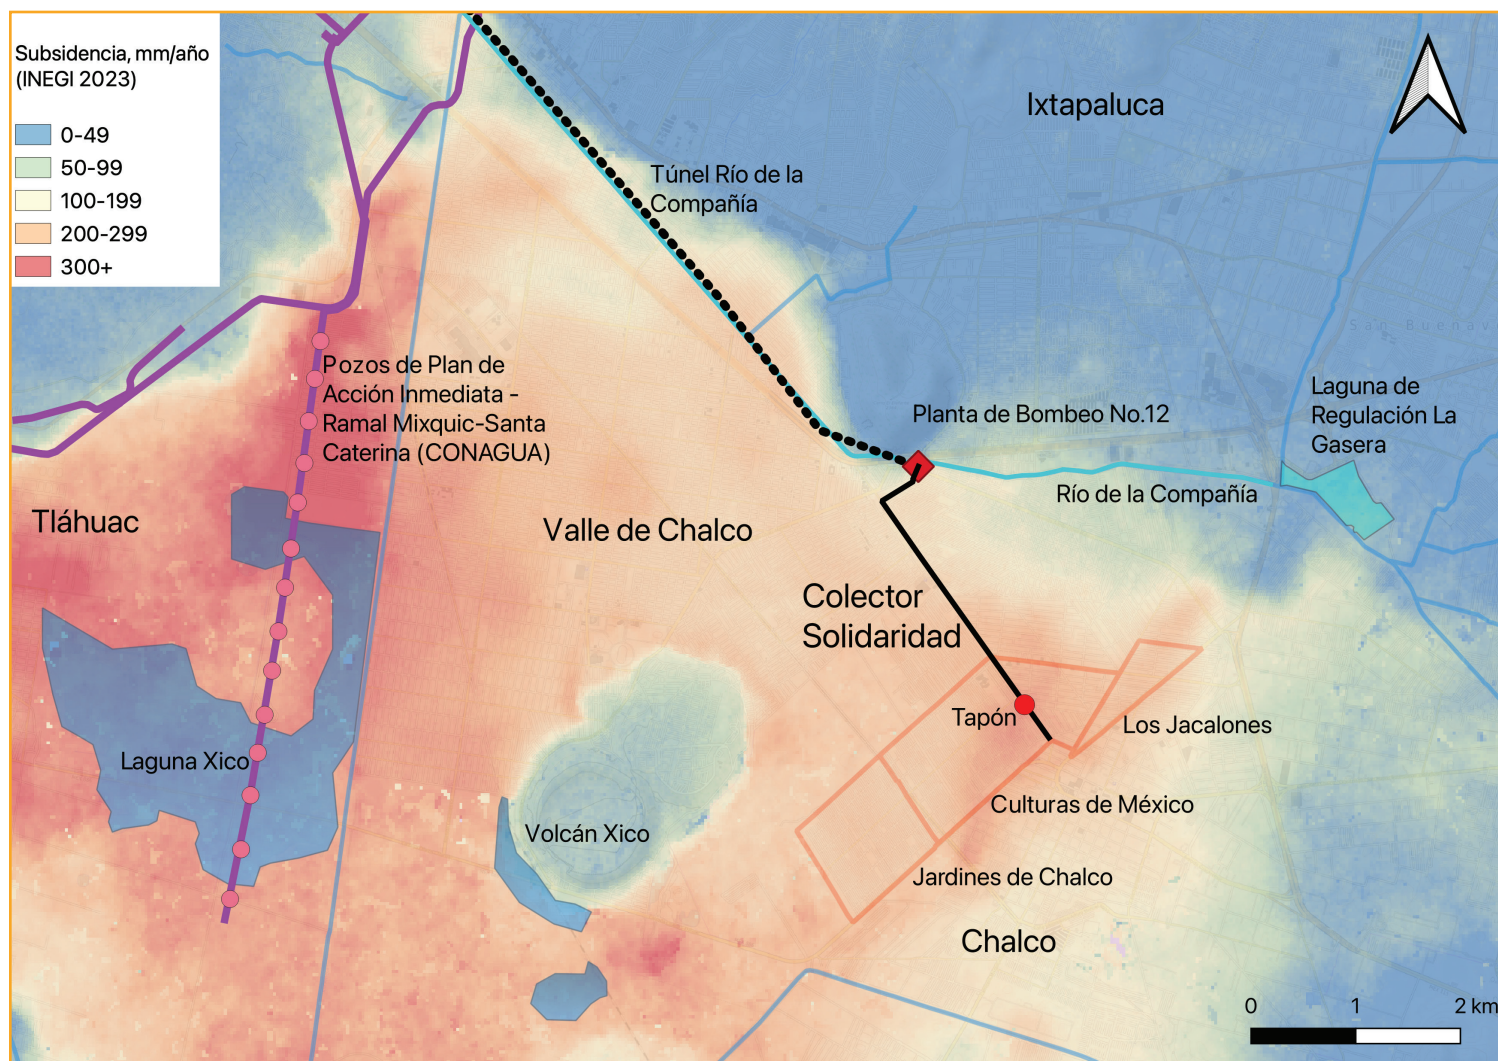 Subsidencia, mm/año
(INEGI 2023)
0-49
50-99
100-199
200-299
300+
Ixtapaluca
Túnel Río de la
Compañía
Pozos de Plan de
Acción Inmediata -
Ramal Mixquic-Santa
Caterina (CONAGUA)
Planta de Bombeo No.12
Laguna de
Regulación La
Gasera
Río de la Compañía
Tláhuac
Valle de Chalco
Colector
Solidaridad
Tapón
Los Jacalones
Laguna Xico
Volcán Xico
Culturas de México
Jardines de Chalco
Chalco
0 1 2 km